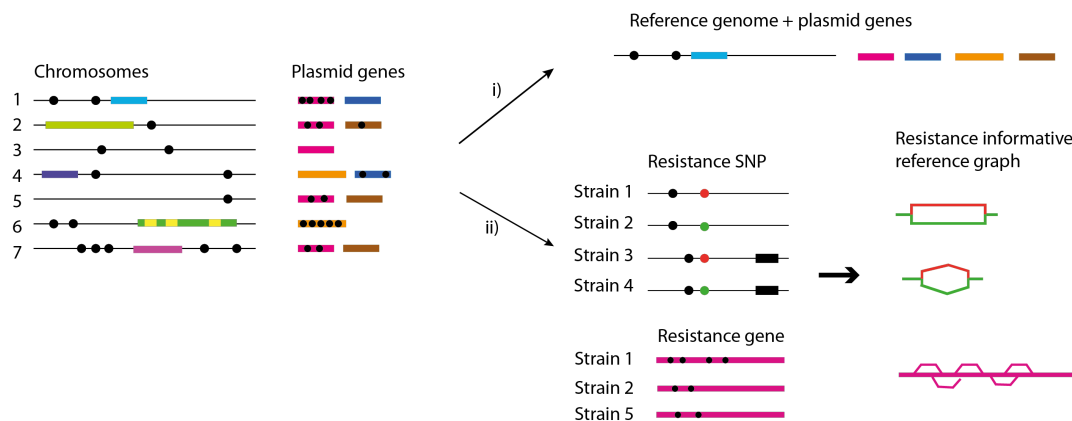 Reference genome + plasmid genes
Chromosomes
Plasmid genes
1
2
3
4
5
6
7
i)
ii)
Resistance SNP
Strain 1
Strain 2
Strain 3
Strain 4
Resistance informative
reference graph
Resistance gene
Strain 1
Strain 2
Strain 5